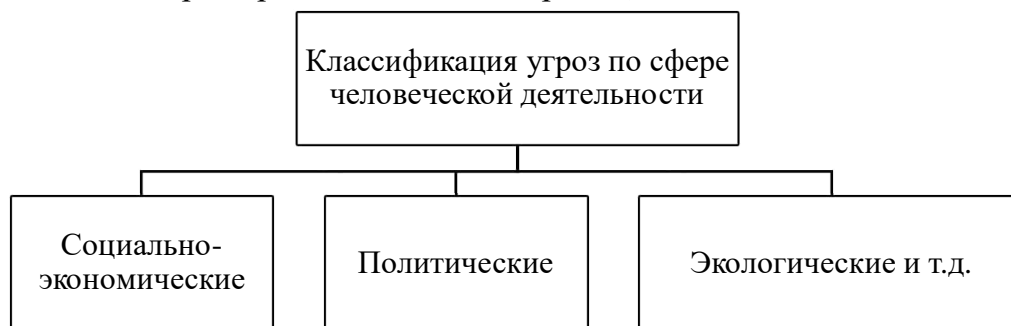 Классификация угроз по сфере
человеческой деятельности
Социально-
экономические
Политические
Экологические и т.д.